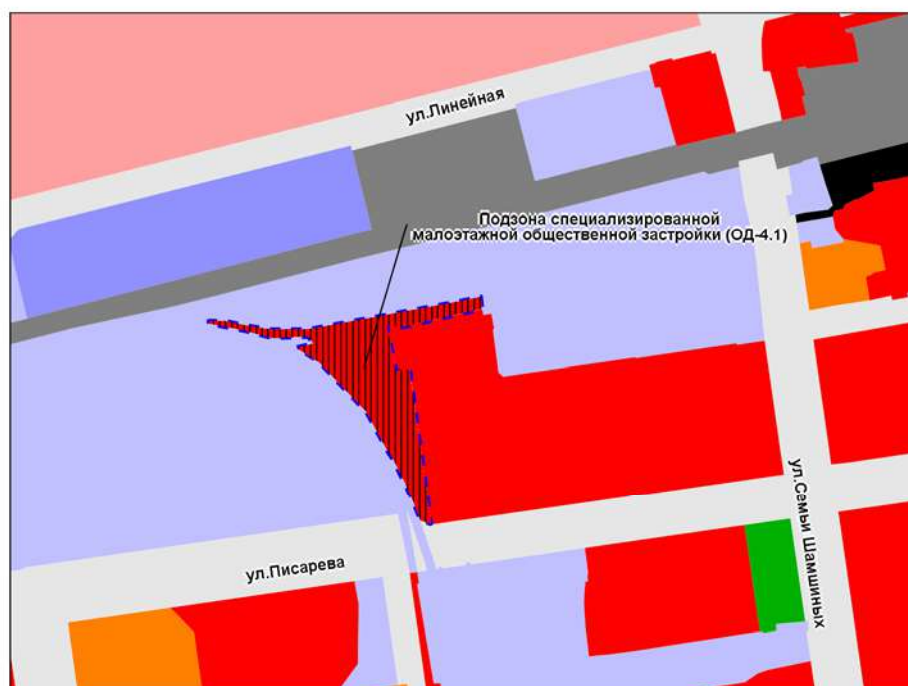 ул.Линейная
Подзона специализированной
малоэтажной общественной застройки (ОД-4.1)
ул.Семьи Шамшиных
ул.Писарева